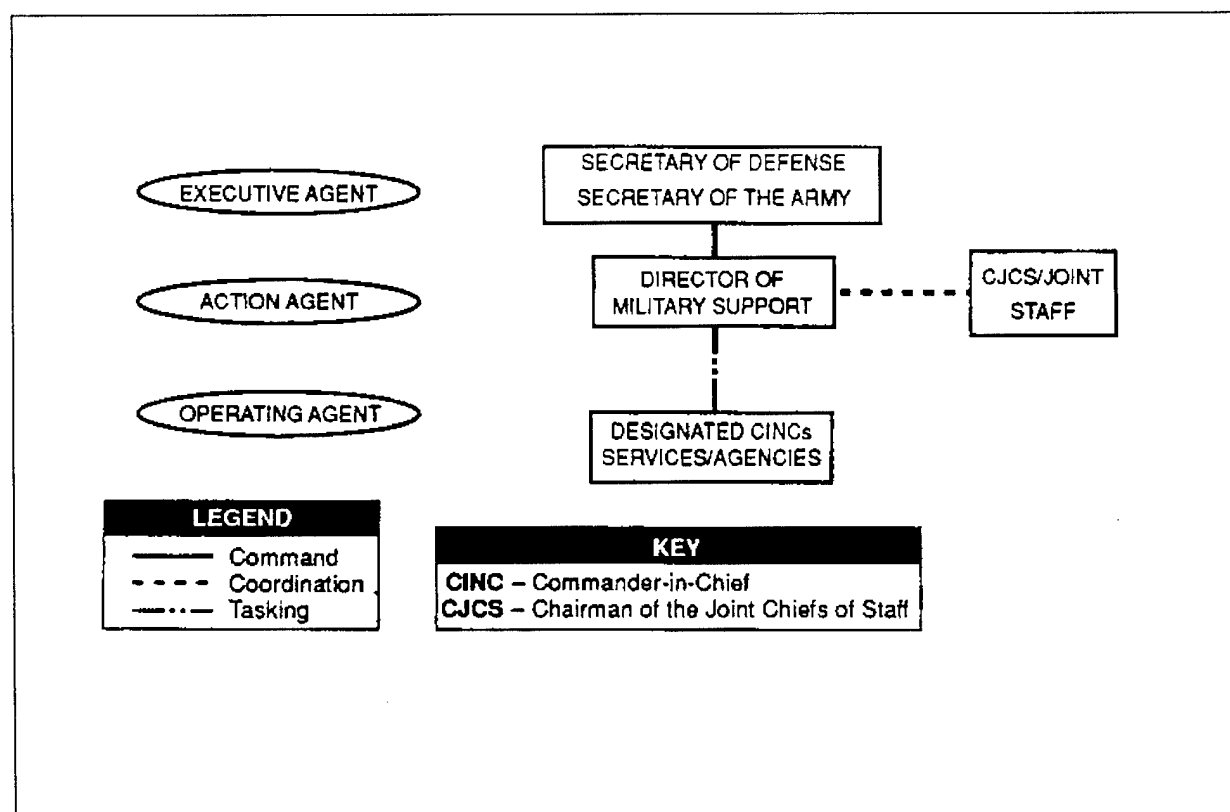 EXECUTIVE AGENT
SECRETARY OF DEFENSE
SECRETARY OF THE ARMY
ACTION AGENT
DIRECTOR OF
MILITARY SUPPORT
CJCS/JOINT
STAFF
OPERATING AGENT
DESIGNATED CINCs
SERVICES/AGENCIES
LEGEND
Command
Coordination
Tasking
KEY
CINC – Commander-in-Chief
CJCS – Chairman of the Joint Chiefs of Staff